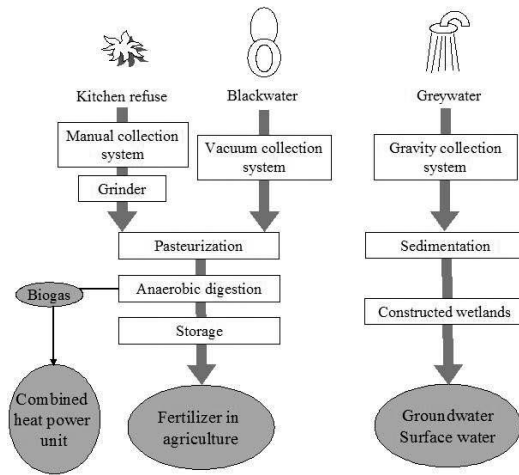 Kitchen refuse
Blackwater
Greywater
Manual collection
system
Vacuum collection
system
Gravity collection
system
Grinder
Pasteurization
Sedimentation
Biogas
Anaerobic digestion
Constructed wetlands
Storage
Combined
heat power
unit
Fertilizer in
agriculture
Groundwater
Surface water